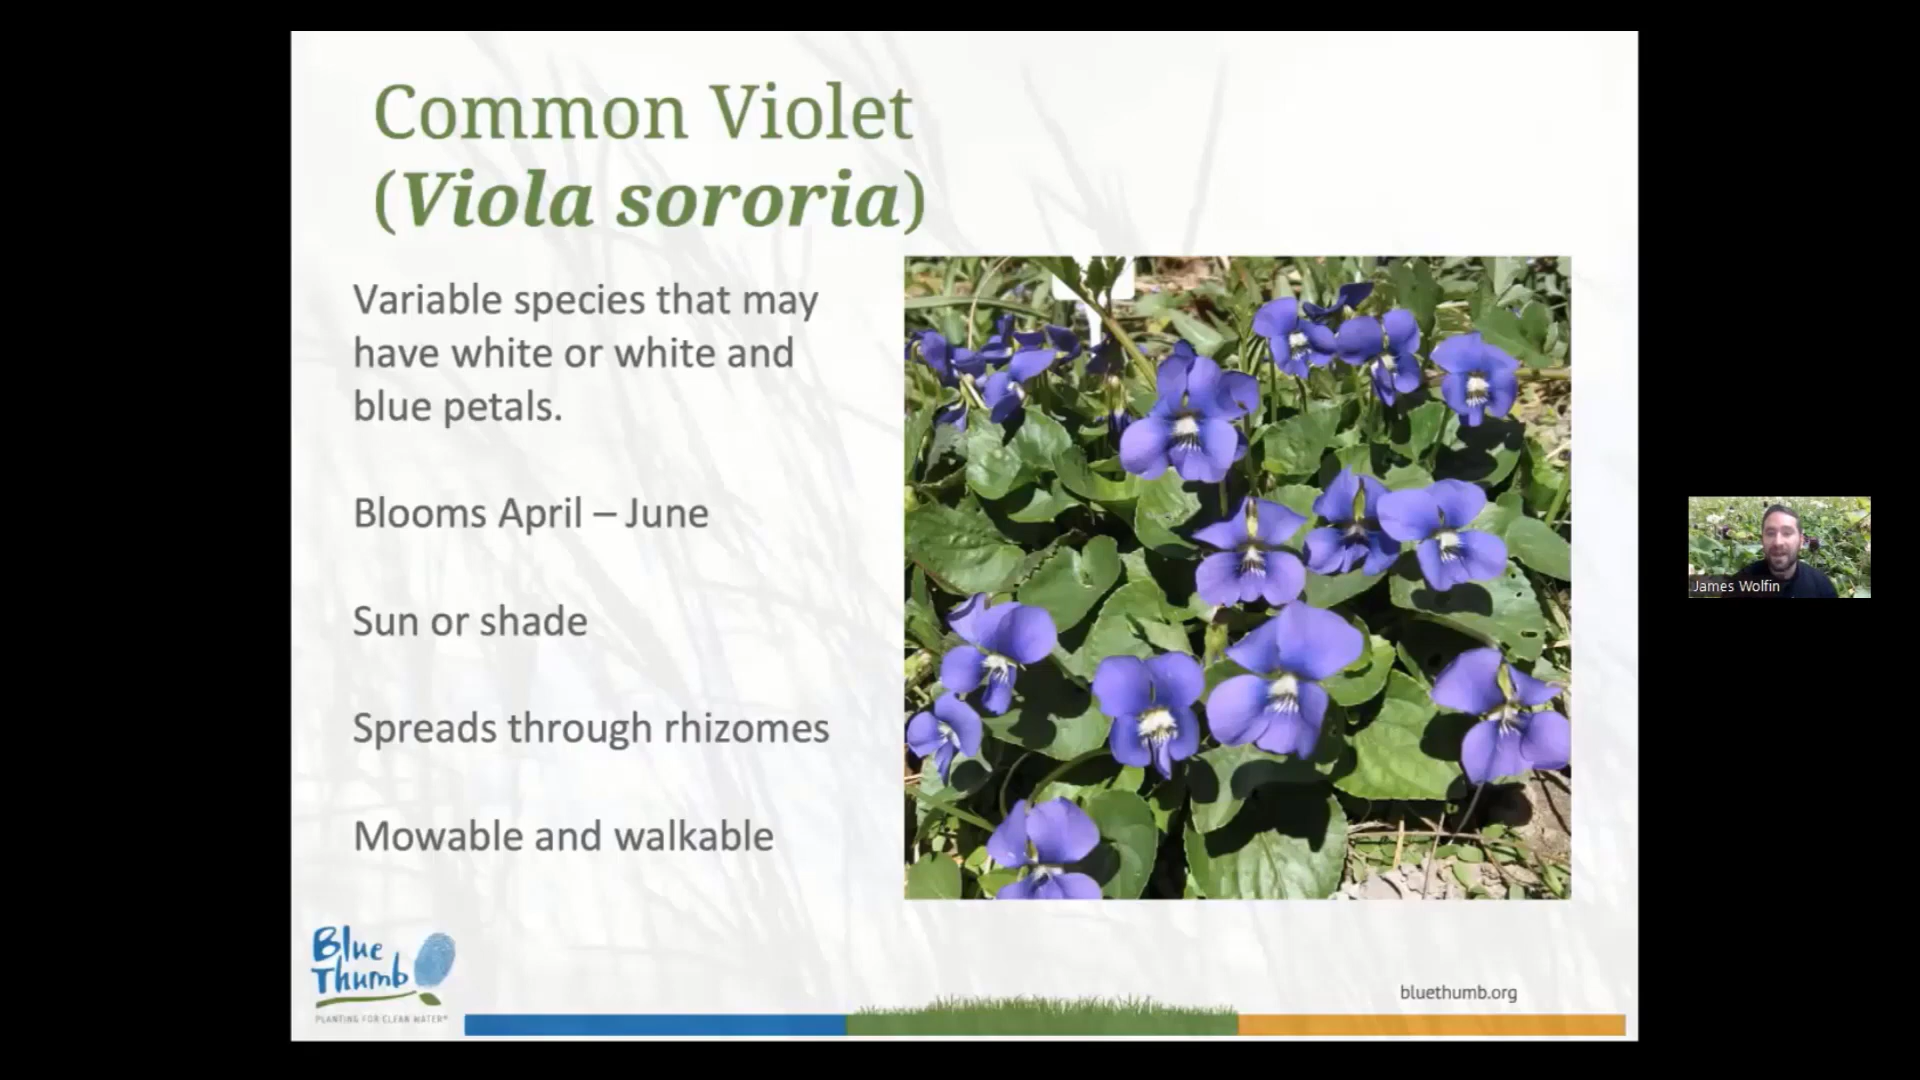 Common Violet
(Viola sororia)
Variable species that may
have white or white and
blue petals.
Blooms April – June
Sun or shade
Spreads through rhizomes
Mowable and walkable
Blue
Thumb
PLANTING FOR CLEAN WATER®
bluethumb.org
James Wolfin